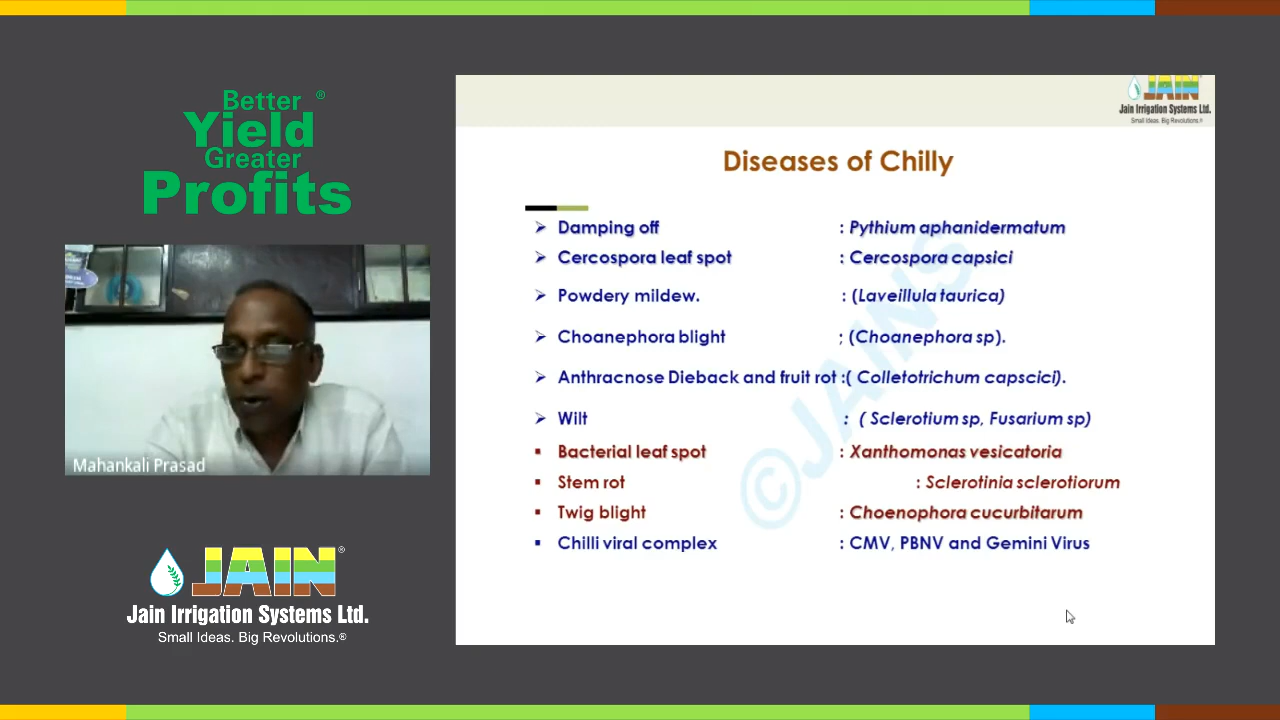 Better ®
Yield
Greater
Profits
Mahankali Prasad
JAIN®
Jain Irrigation Systems Ltd.
Small Ideas. Big Revolutions.®
JAIN
Jain Irrigation Systems Ltd.
Small Ideas. Big Revolutions.®
Diseases of Chilly
➢ Damping off : Pythium aphanidermatum
➢ Cercospora leaf spot : Cercospora capsici
➢ Powdery mildew. : (Laveillula taurica)
➢ Choanephora blight ; (Choanephora sp).
➢ Anthracnose Dieback and fruit rot :( Colletotrichum capscici).
➢ Wilt : ( Sclerotium sp, Fusarium sp)
▪ Bacterial leaf spot : Xanthomonas vesicatoria
▪ Stem rot : Sclerotinia sclerotiorum
▪ Twig blight : Choenophora cucurbitarum
▪ Chilli viral complex : CMV, PBNV and Gemini Virus
©JAINS